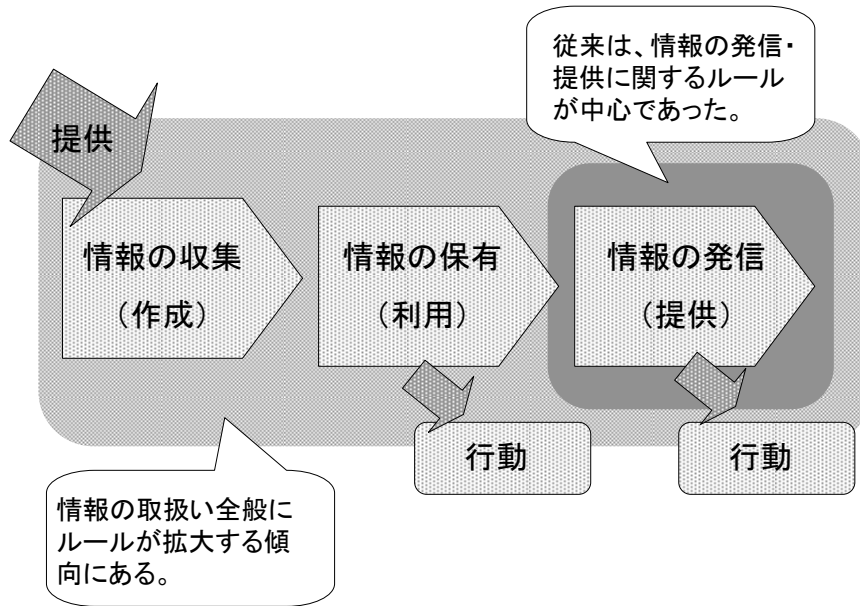 従来は、情報の発信・
提供に関するルール
が中心であった。
提供
情報の収集
（作成）
情報の保有
（利用）
情報の発信
（提供）
行動
行動
情報の取扱い全般に
ルールが拡大する傾
向にある。